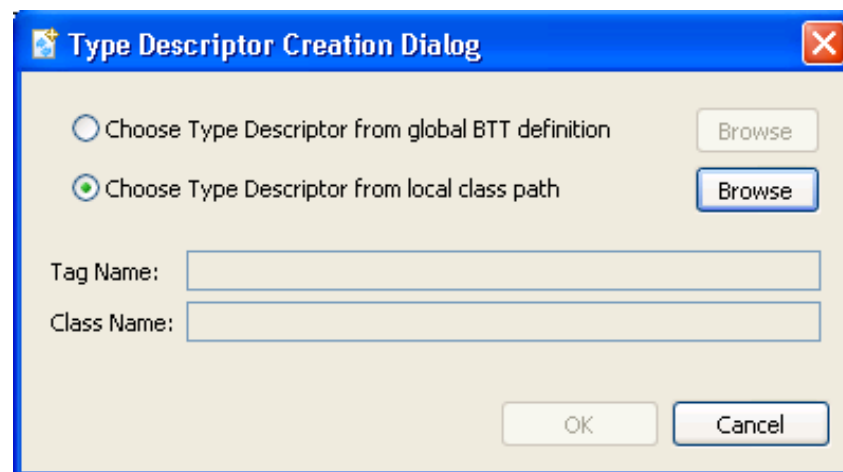 Type Descriptor Creation Dialog
Choose Type Descriptor from global BTT definition Browse
Choose Type Descriptor from local class path Browse
Tag Name:
Class Name:
OK Cancel